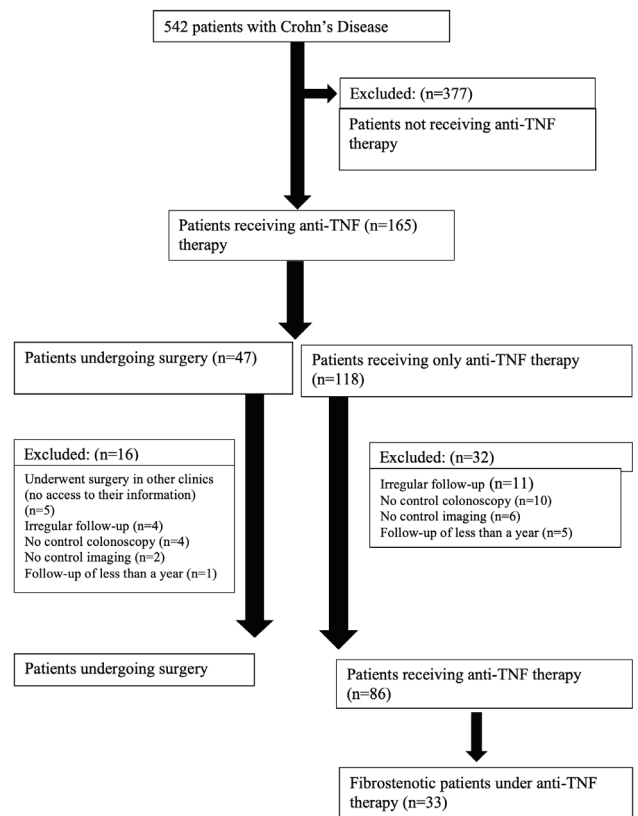 542 patients with Crohn's Disease
Excluded: (n=377)
Patients not receiving anti-TNF
therapy
Patients receiving anti-TNF (n=165)
therapy
Patients undergoing surgery (n=47)
Patients receiving only anti-TNF therapy
(n=118)
Excluded: (n=16)
Underwent surgery in other clinics
(no access to their information)
(n=5)
Irregular follow-up (n=4)
No control colonoscopy (n=4)
No control imaging (n=2)
Follow-up of less than a year (n=1)
Excluded: (n=32)
Irregular follow-up (n=11)
No control colonoscopy (n=10)
No control imaging (n=6)
Follow-up of less than a year (n=5)
Patients undergoing surgery
Patients receiving anti-TNF therapy
(n=86)
Fibrostenotic patients under anti-TNF
therapy (n=33)